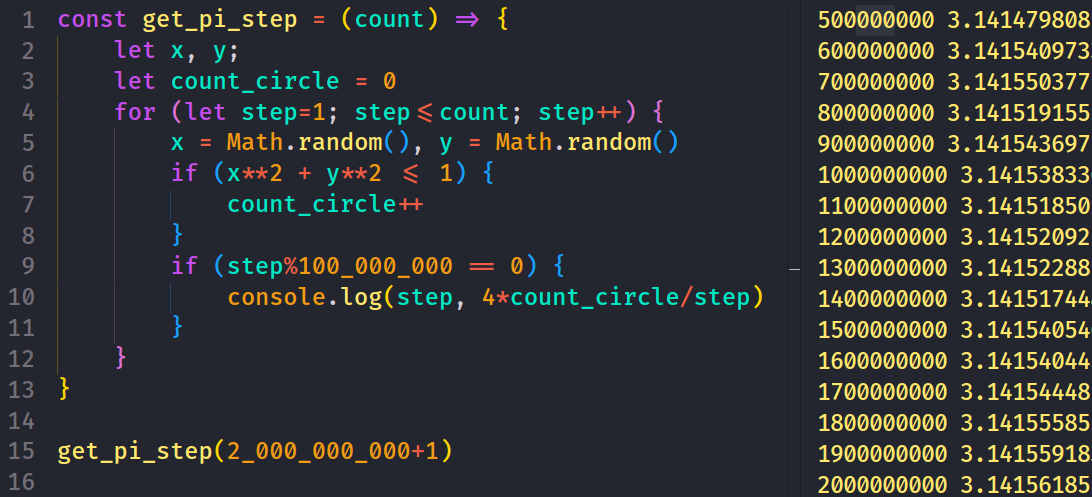 1 const get_pi_step = (count) => {
2 let x, y;
3 let count_circle = 0
4 for (let step=1; step<=count; step++) {
5 x = Math.random(), y = Math.random()
6 if (x**2 + y**2 <= 1) {
7 count_circle++
8 }
9 if (step%100_000_000 == 0) {
10 console.log(step, 4*count_circle/step)
11 }
12 }
13 }
14
15 get_pi_step(2_000_000_000+1)
16
500000000 3.141479808
600000000 3.141540973
700000000 3.141550377
800000000 3.141519155
900000000 3.141543697
1000000000 3.14153833
1100000000 3.14151850
1200000000 3.14152092
1300000000 3.14152288
1400000000 3.14151744
1500000000 3.14154054
1600000000 3.14154044
1700000000 3.14154448
1800000000 3.14155585
1900000000 3.14155918
2000000000 3.14156185